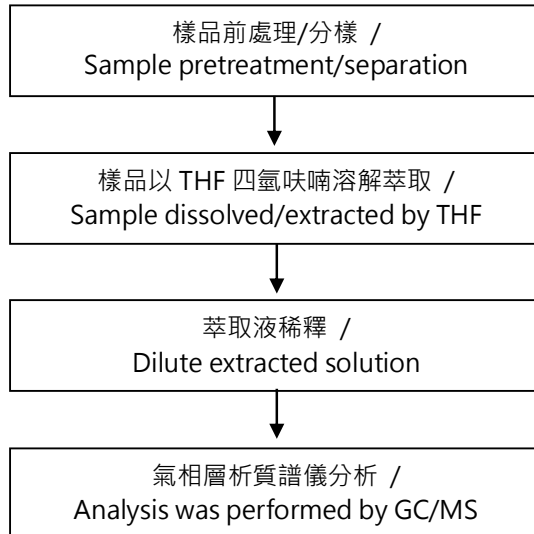 樣品前處理/分樣 /
Sample pretreatment/separation
樣品以 THF 四氫呋喃溶解萃取 /
Sample dissolved/extracted by THF
萃取液稀釋 /
Dilute extracted solution
氣相層析質譜儀分析 /
Analysis was performed by GC/MS